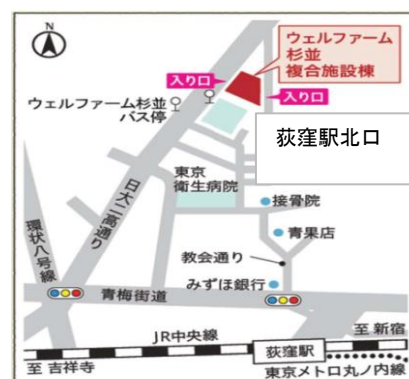 N
ウェルファーム
杉並
複合施設棟
入り口
入り口
ウェルファーム杉並
バス停
荻窪駅北口
東京
衛生病院
日大二高通り
接骨院
環状八号線
青果店
教会通り
みずほ銀行
青梅街道
JR中央線
至 新宿
荻窪駅
至 吉祥寺
東京メトロ丸ノ内線